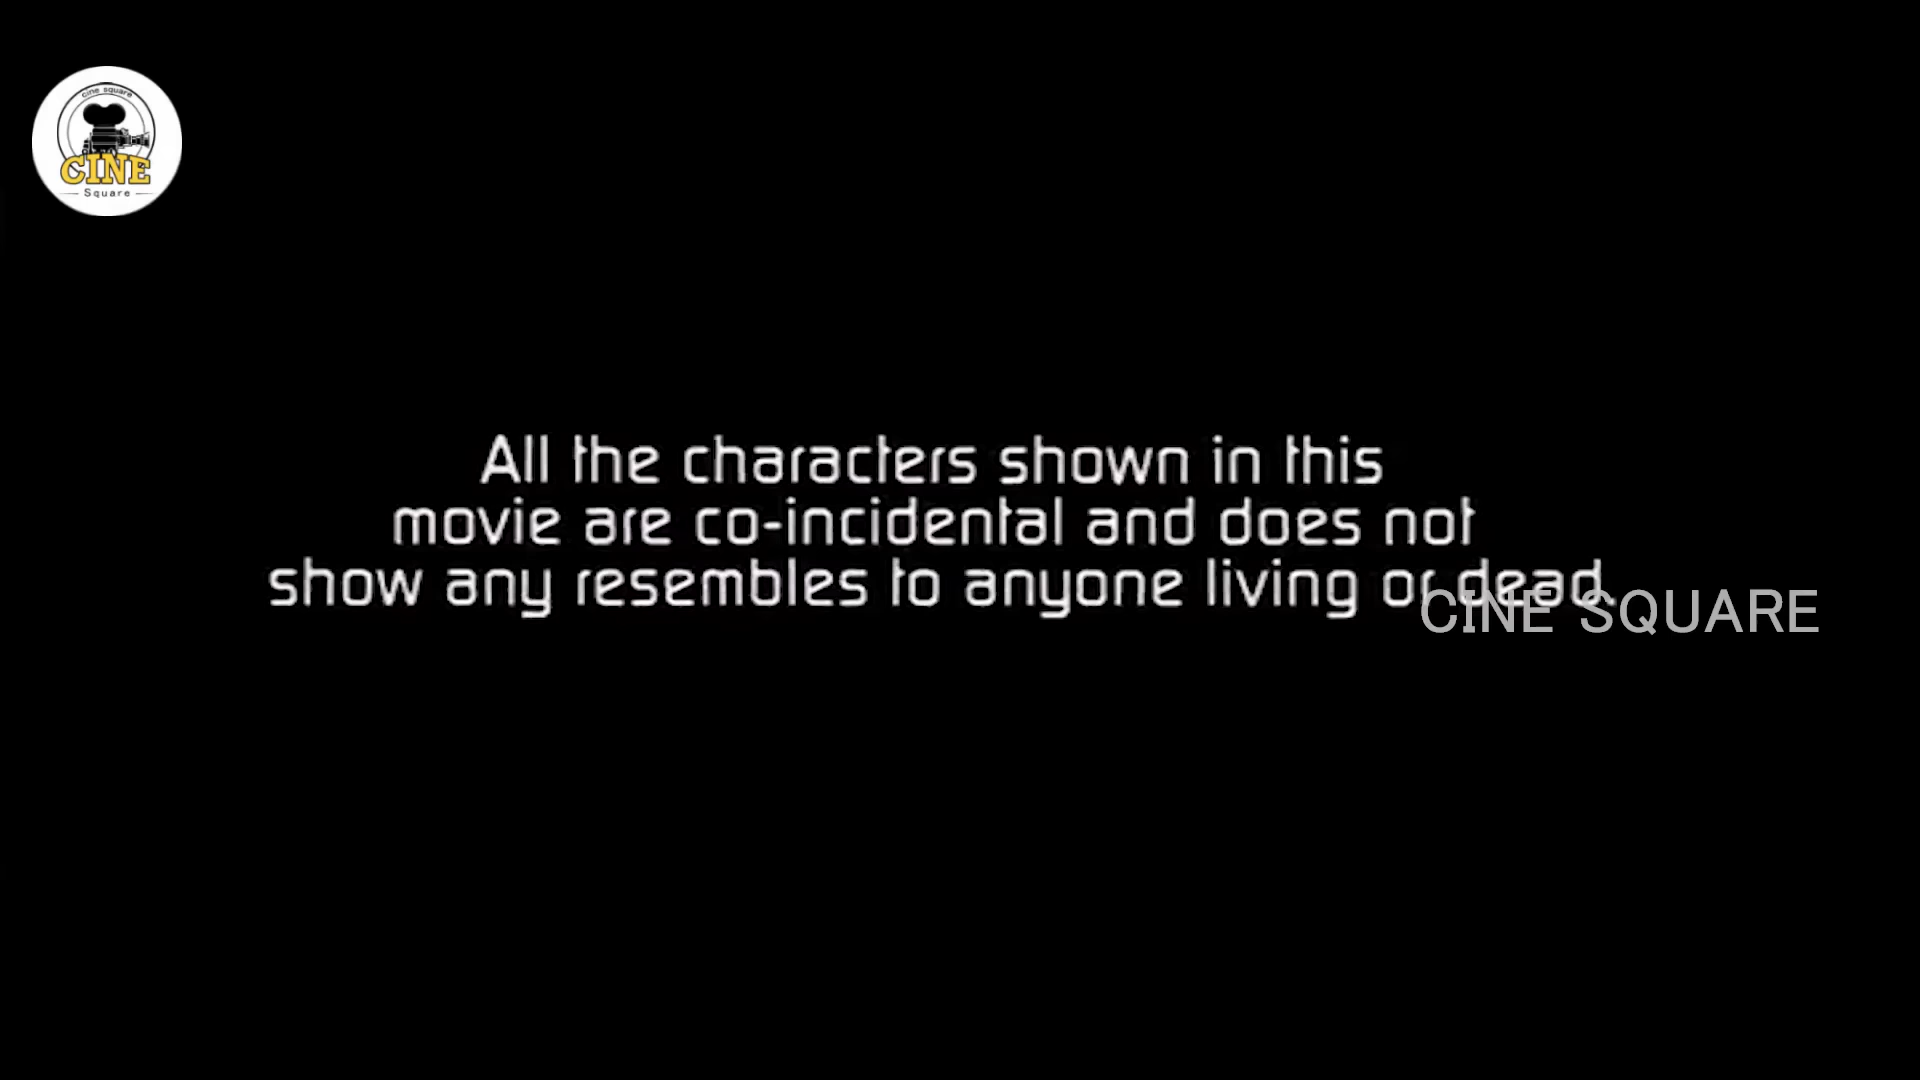 cine square
CINE
Square
All the characters shown in this
movie are co-incidental and does not
show any resembles to anyone living or dead.
CINE SQUARE